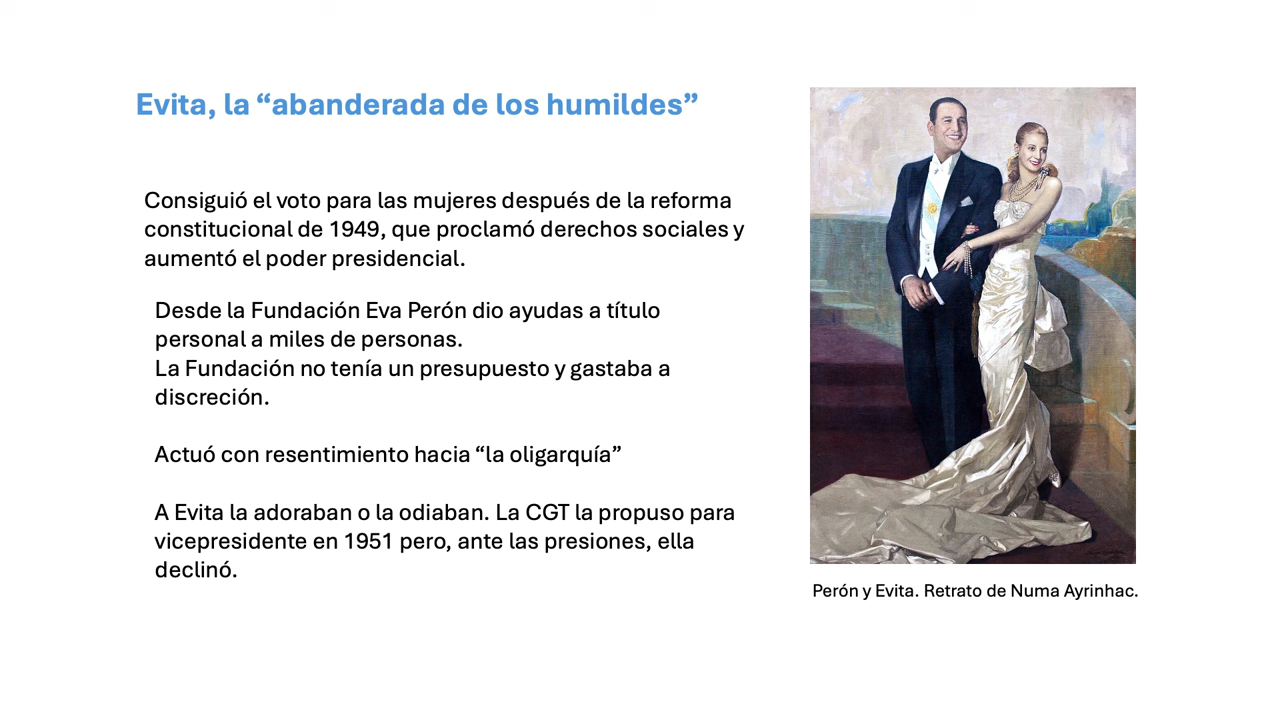 Evita, la “abanderada de los humildes”
Consiguió el voto para las mujeres después de la reforma
constitucional de 1949, que proclamó derechos sociales y
aumentó el poder presidencial.
Desde la Fundación Eva Perón dio ayudas a título
personal a miles de personas.
La Fundación no tenía un presupuesto y gastaba a
discreción.
Actuó con resentimiento hacia “la oligarquía”
A Evita la adoraban o la odiaban. La CGT la propuso para
vicepresidente en 1951 pero, ante las presiones, ella
declinó.
Perón y Evita. Retrato de Numa Ayrinhac.